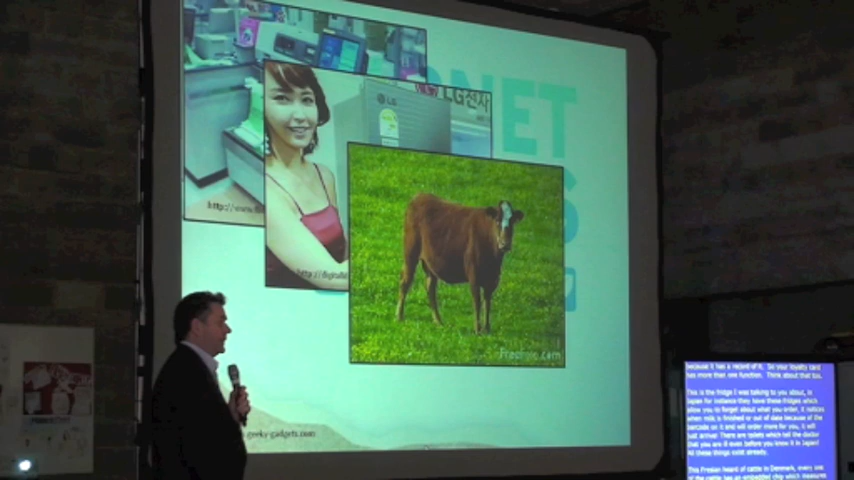 RNET
LG전자
LG
S
http://www.
http://digital
FreeFoto.com
geeky-gadgets.com
because it has a record of it. So your loyalty card
has more than one function. Think about that too.
This is the fridge I was talking to you about, in
Japan for instance they have these fridges which
allow you to forget about what you order, it notices
when milk is finished or out of date because of the
barcode on it and will order more for you, it will
just arrive! There are toilets which tell the doctor
that you are ill even before you know it in Japan!
All these things exist already.
This Fresian heard of cattle in Denmark, every one
of the cattle has an embedded chip which measures